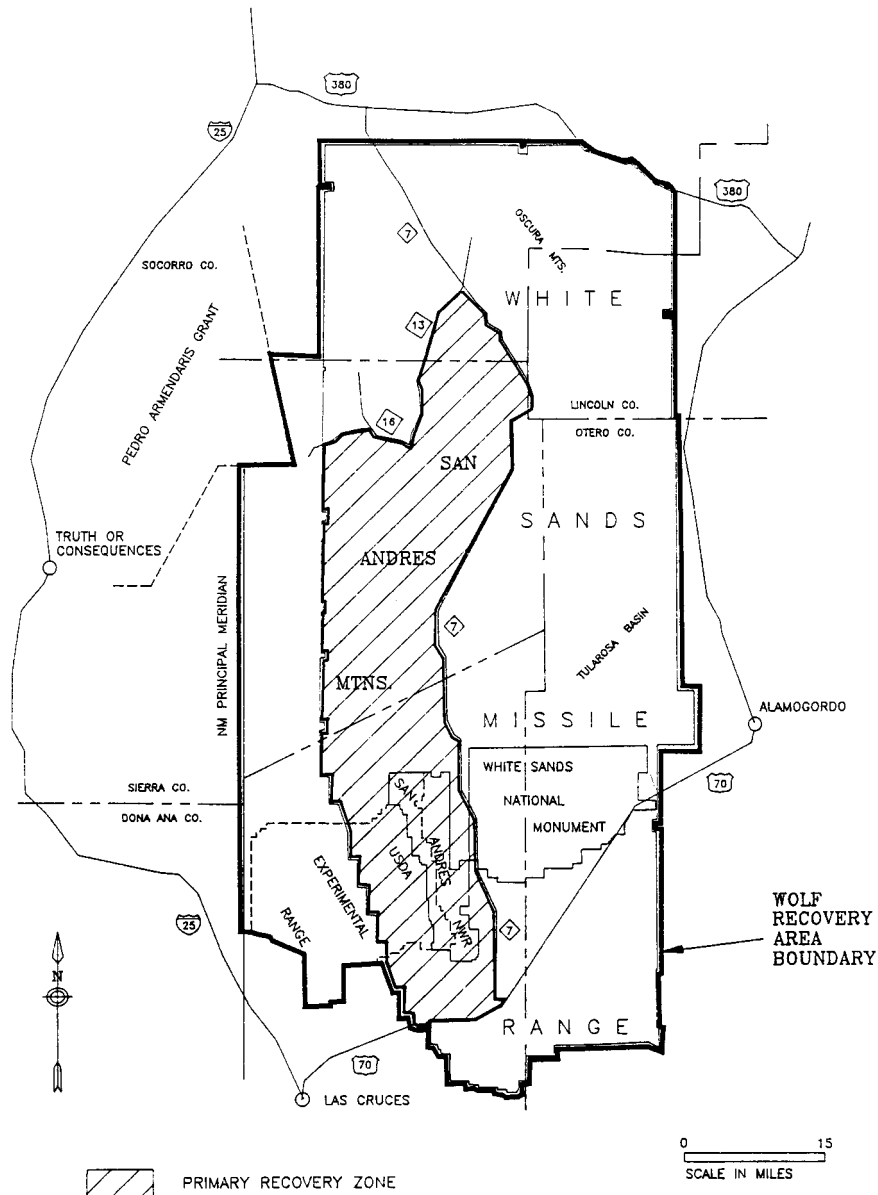 380
25
380
7
OSCURA MTS.
SOCORRO CO.
WHITE
13
PEDRO ARMENDARIS GRANT
LINCOLN CO.
16
OTERO CO.
SAN
SANDS
TRUTH OR
CONSEQUENCES
ANDRES
NM PRINCIPAL MERIDIAN
7
TULAROSA BASIN
MTNS.
MISSILE
ALAMOGORDO
WHITE SANDS
NATIONAL
MONUMENT
70
SIERRA CO.
DONA ANA CO.
SAN
ANDRES
NWR
USDA
EXPERIMENTAL
RANGE
25
7
WOLF
RECOVERY
AREA
BOUNDARY
N
RANGE
70
LAS CRUCES
0 15
SCALE IN MILES
PRIMARY RECOVERY ZONE